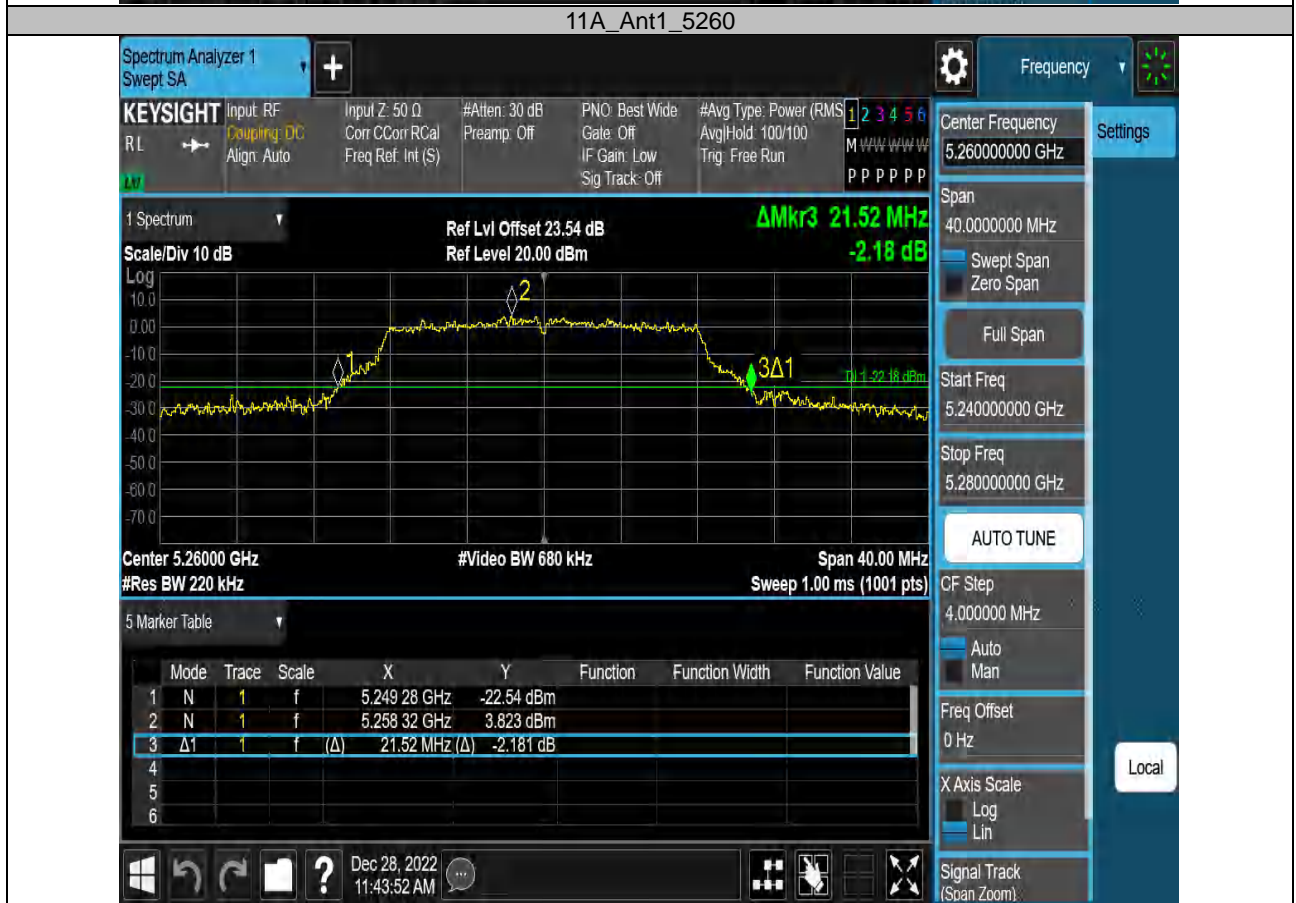 11A_Ant1_5260
Spectrum Analyzer 1
Swept SA
Frequency
KEYSIGHT
RL
LXI
Input: RF
Coupling: DC
Align: Auto
Input Z: 50 Ω
Corr CCorr RCal
Freq Ref: Int (S)
#Atten: 30 dB
Preamp: Off
PNO: Best Wide
Gate: Off
IF Gain: Low
Sig Track: Off
#Avg Type: Power (RMS
Avg|Hold: 100/100
Trig: Free Run
1 2 3 4 5 6
M W W W W W
P P P P P P
1 Spectrum
Scale/Div 10 dB
Ref Lvl Offset 23.54 dB
Ref Level 20.00 dBm
ΔMkr3 21.52 MHz
-2.18 dB
Log
10.0
0.00
-10.0
-20.0
-30.0
-40.0
-50.0
-60.0
-70.0
1
2
3Δ1
DL1 -22.18 dBm
Center 5.26000 GHz
#Res BW 220 kHz
#Video BW 680 kHz
Span 40.00 MHz
Sweep 1.00 ms (1001 pts)
5 Marker Table
Mode Trace Scale X Y Function Function Width Function Value
1 N 1 f 5.249 28 GHz -22.54 dBm
2 N 1 f 5.258 32 GHz 3.823 dBm
3 Δ1 1 f (Δ) 21.52 MHz (Δ) -2.181 dB
4
5
6
Dec 28, 2022
11:43:52 AM
Center Frequency
5.260000000 GHz
Settings
Span
40.0000000 MHz
Swept Span
Zero Span
Full Span
Start Freq
5.240000000 GHz
Stop Freq
5.280000000 GHz
AUTO TUNE
CF Step
4.000000 MHz
Auto
Man
Freq Offset
0 Hz
X Axis Scale
Log
Lin
Local
Signal Track
(Span Zoom)